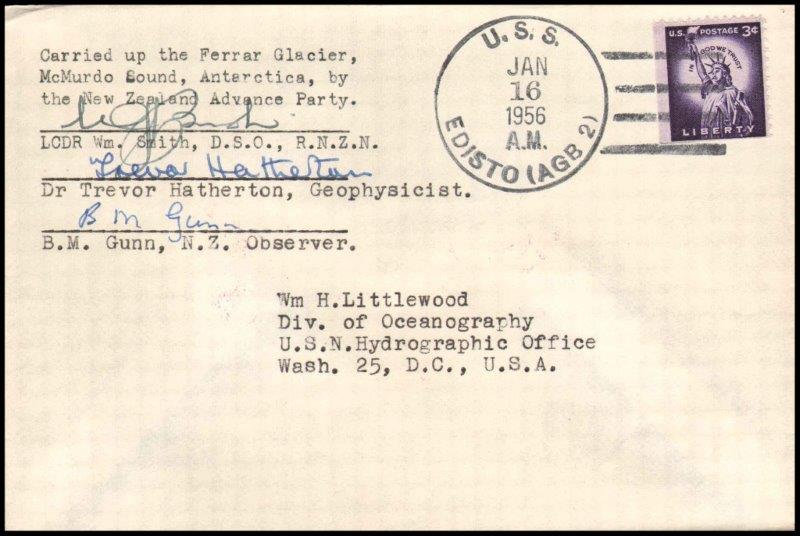 Carried up the Ferrar Glacier,
McMurdo Sound, Antarctica, by
the New Zealand Advance Party.
LCDR Wm. Smith, D.S.O., R.N.Z.N.
Trevor Hatherton
Dr Trevor Hatherton, Geophysicist.
B M Gunn
B.M. Gunn, N.Z. Observer.
U.S.S.
JAN
16
1956
A.M.
EDISTO (AGB 2)
U.S. POSTAGE 3¢
IN GOD WE TRUST
LIBERTY
Wm H.Littlewood
Div. of Oceanography
U.S.N.Hydrographic Office
Wash. 25, D.C., U.S.A.